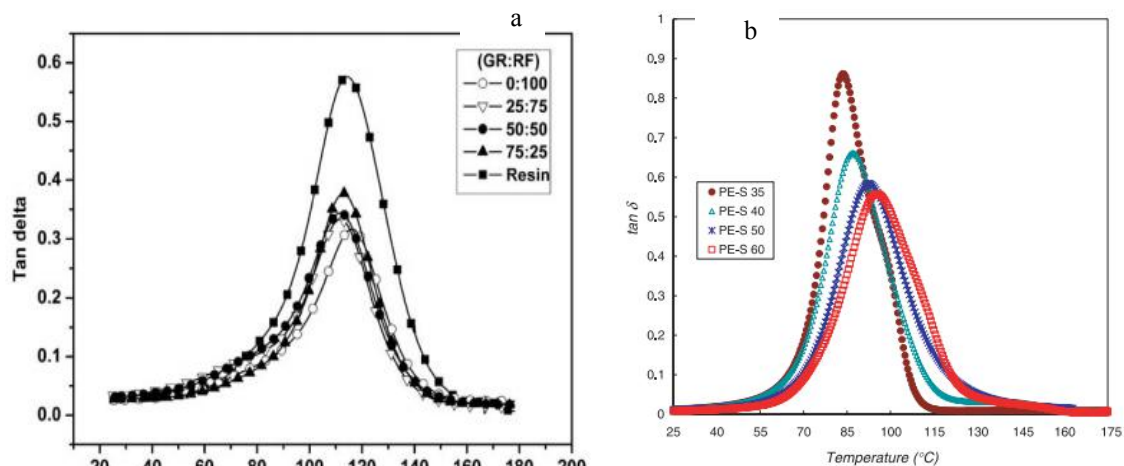 a
(GR:RF)
0:100
25:75
50:50
75:25
Resin
Tan delta
0.6
0.5
0.4
0.3
0.2
0.1
0.0
20 40 60 80 100 120 140 160 180 200
b
PE-S 35
PE-S 40
PE-S 50
PE-S 60
tan δ
1
0.9
0.8
0.7
0.6
0.5
0.4
0.3
0.2
0.1
0
25 40 55 70 85 100 115 130 145 160 175
Temperature (°C)